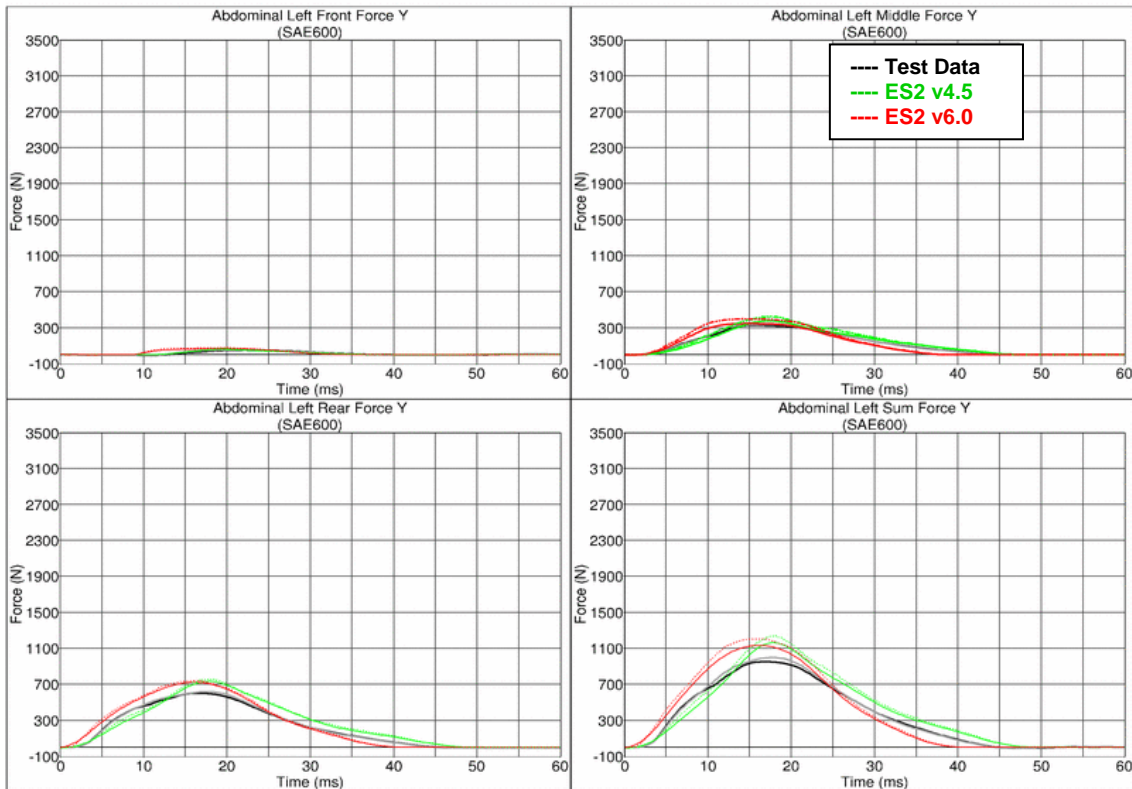 Abdominal Left Front Force Y
(SAE600)
3500
3100
2700
2300
1900
1500
1100
700
300
-100
Force (N)
0 10 20 30 40 50 60
Time (ms)
Abdominal Left Middle Force Y
(SAE600)
---- Test Data
---- ES2 v4.5
---- ES2 v6.0
3500
3100
2700
2300
1900
1500
1100
700
300
-100
Force (N)
0 10 20 30 40 50 60
Time (ms)
Abdominal Left Rear Force Y
(SAE600)
3500
3100
2700
2300
1900
1500
1100
700
300
-100
Force (N)
0 10 20 30 40 50 60
Time (ms)
Abdominal Left Sum Force Y
(SAE600)
3500
3100
2700
2300
1900
1500
1100
700
300
-100
Force (N)
0 10 20 30 40 50 60
Time (ms)